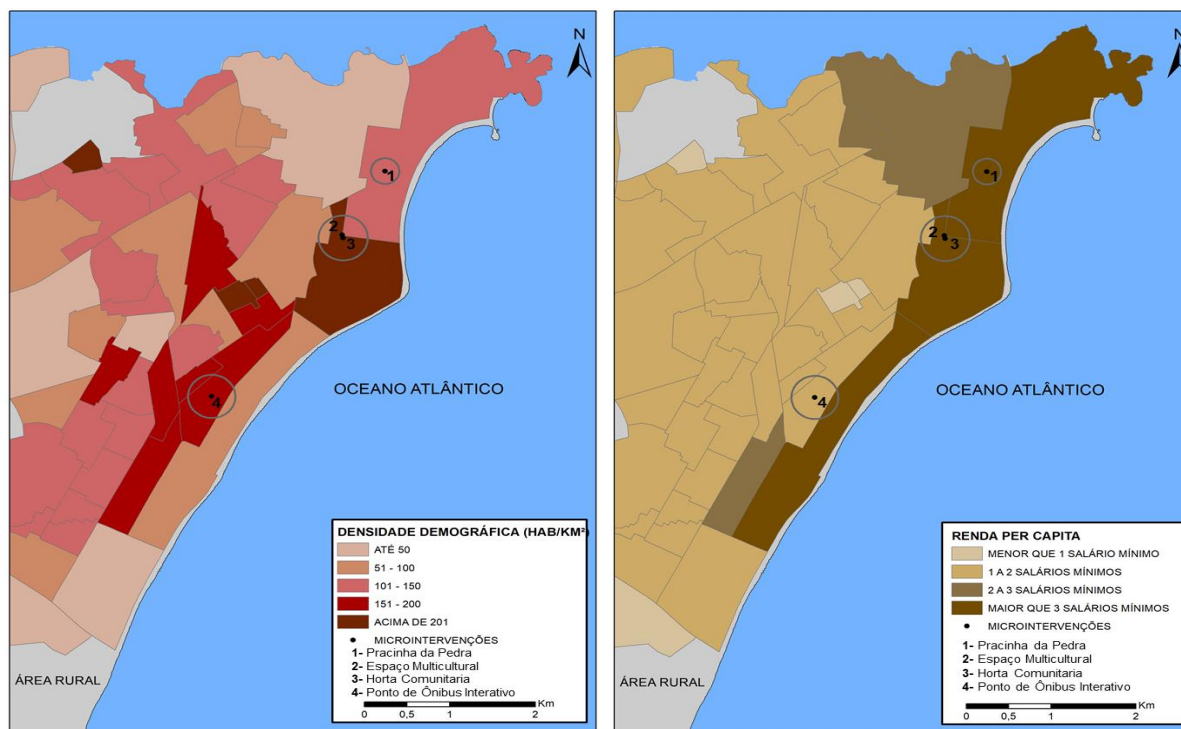 N
1
2
3
4
OCEANO ATLÂNTICO
ÁREA RURAL
DENSIDADE DEMOGRÁFICA (HAB/KM²)
ATÉ 50
51 - 100
101 - 150
151 - 200
ACIMA DE 201
MICROINTERVENÇÕES
1- Pracinha da Pedra
2- Espaço Multicultural
3- Horta Comunitaria
4- Ponto de Ônibus Interativo
Km
0 0,5 1 2
N
1
2
3
4
OCEANO ATLÂNTICO
ÁREA RURAL
RENDA PER CAPITA
MENOR QUE 1 SALÁRIO MÍNIMO
1 A 2 SALÁRIOS MÍNIMOS
2 A 3 SALÁRIOS MÍNIMOS
MAIOR QUE 3 SALÁRIOS MÍNIMOS
MICROINTERVENÇÕES
1- Pracinha da Pedra
2- Espaço Multicultural
3- Horta Comunitaria
4- Ponto de Ônibus Interativo
Km
0 0,5 1 2